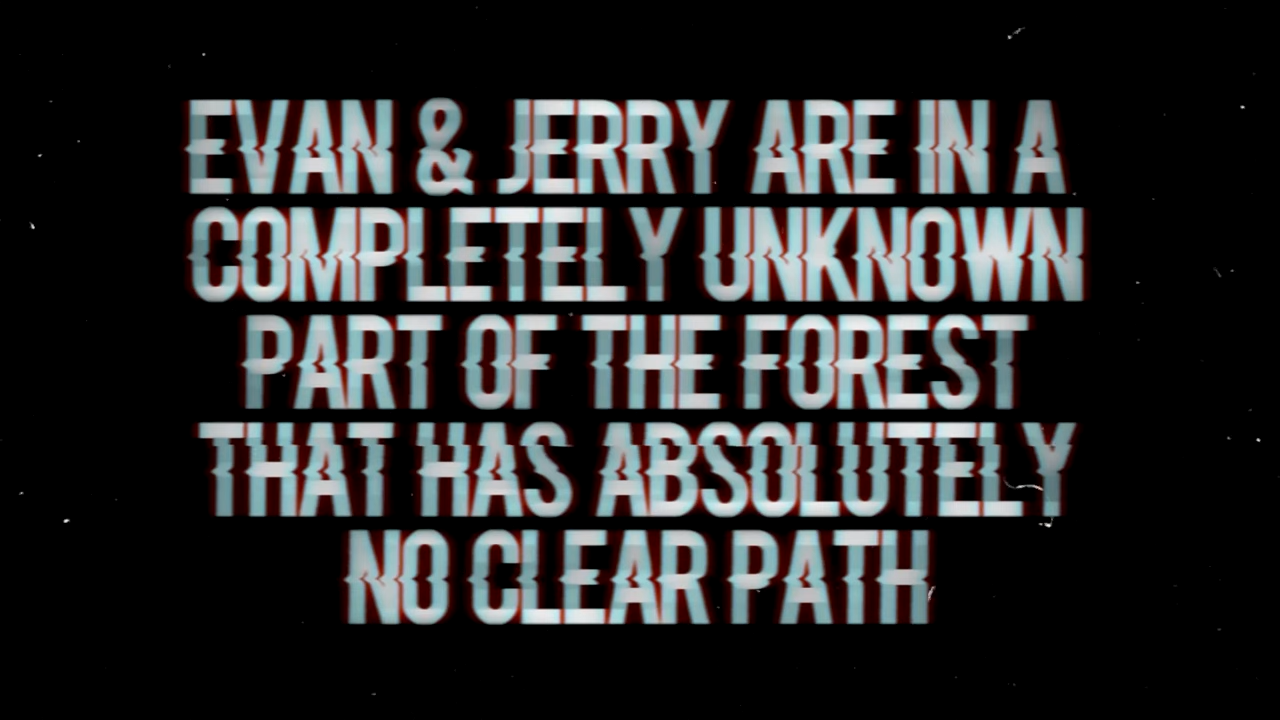 EVAN & JERRY ARE IN A
COMPLETELY UNKNOWN
PART OF THE FOREST
THAT HAS ABSOLUTELY
NO CLEAR PATH